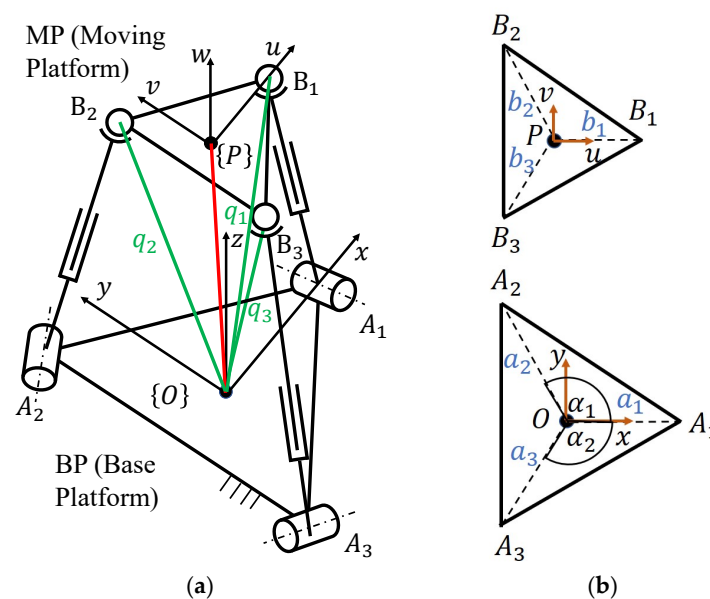 MP (Moving
Platform)
w
u
v
B₁
B₂
{P}
q₁
B₃
q₂
z
x
q₃
y
A₁
A₂
{O}
BP (Base
Platform)
A₃
(a)
B₂
v
b₂
b₁
B₁
P
u
b₃
B₃
A₂
a₂
y
α₁
a₁
O
α₂
x
A₁
a₃
A₃
(b)